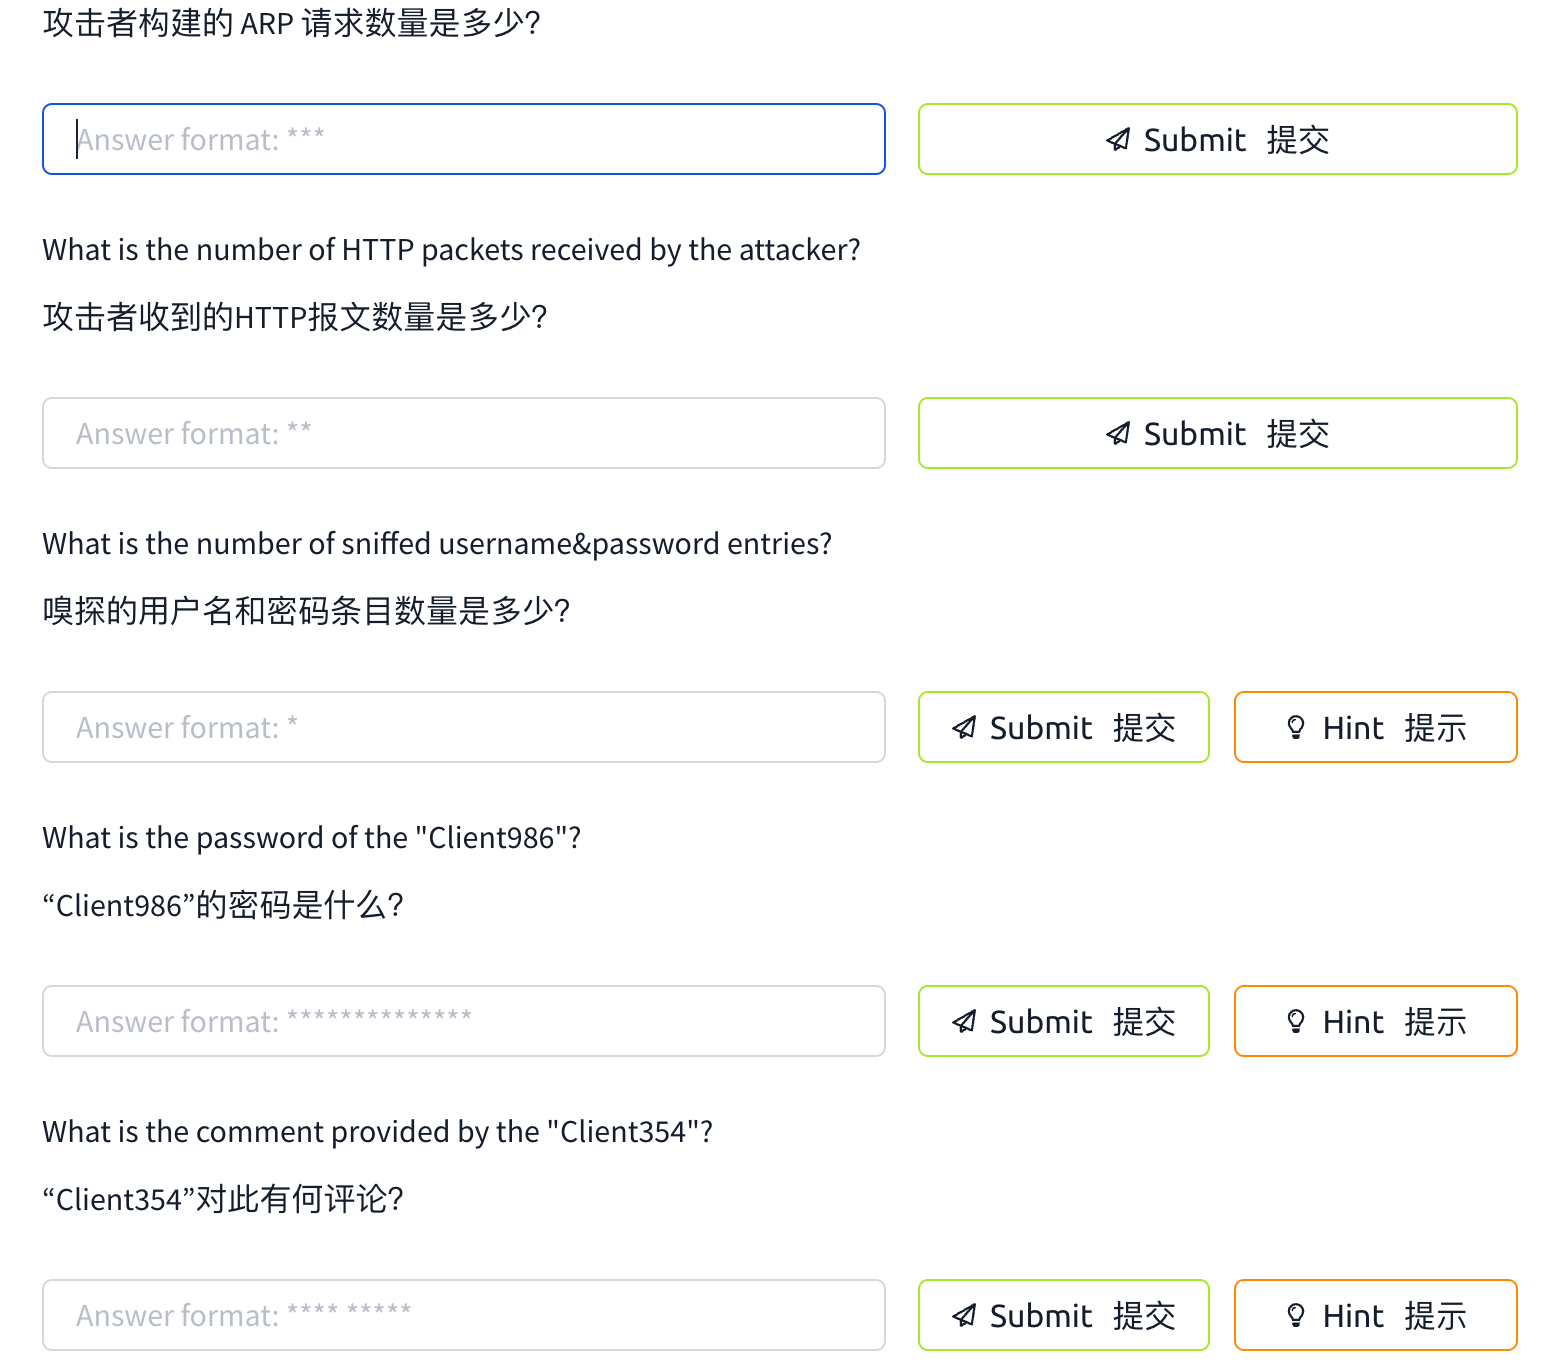 攻击者构建的 ARP 请求数量是多少?
Answer format: ***
Submit 提交
What is the number of HTTP packets received by the attacker?
攻击者收到的HTTP报文数量是多少?
Answer format: **
Submit 提交
What is the number of sniffed username&password entries?
嗅探的用户名和密码条目数量是多少?
Answer format: *
Submit 提交
Hint 提示
What is the password of the "Client986"?
“Client986”的密码是什么?
Answer format: **************
Submit 提交
Hint 提示
What is the comment provided by the "Client354"?
“Client354”对此有何评论?
Answer format: **** *****
Submit 提交
Hint 提示